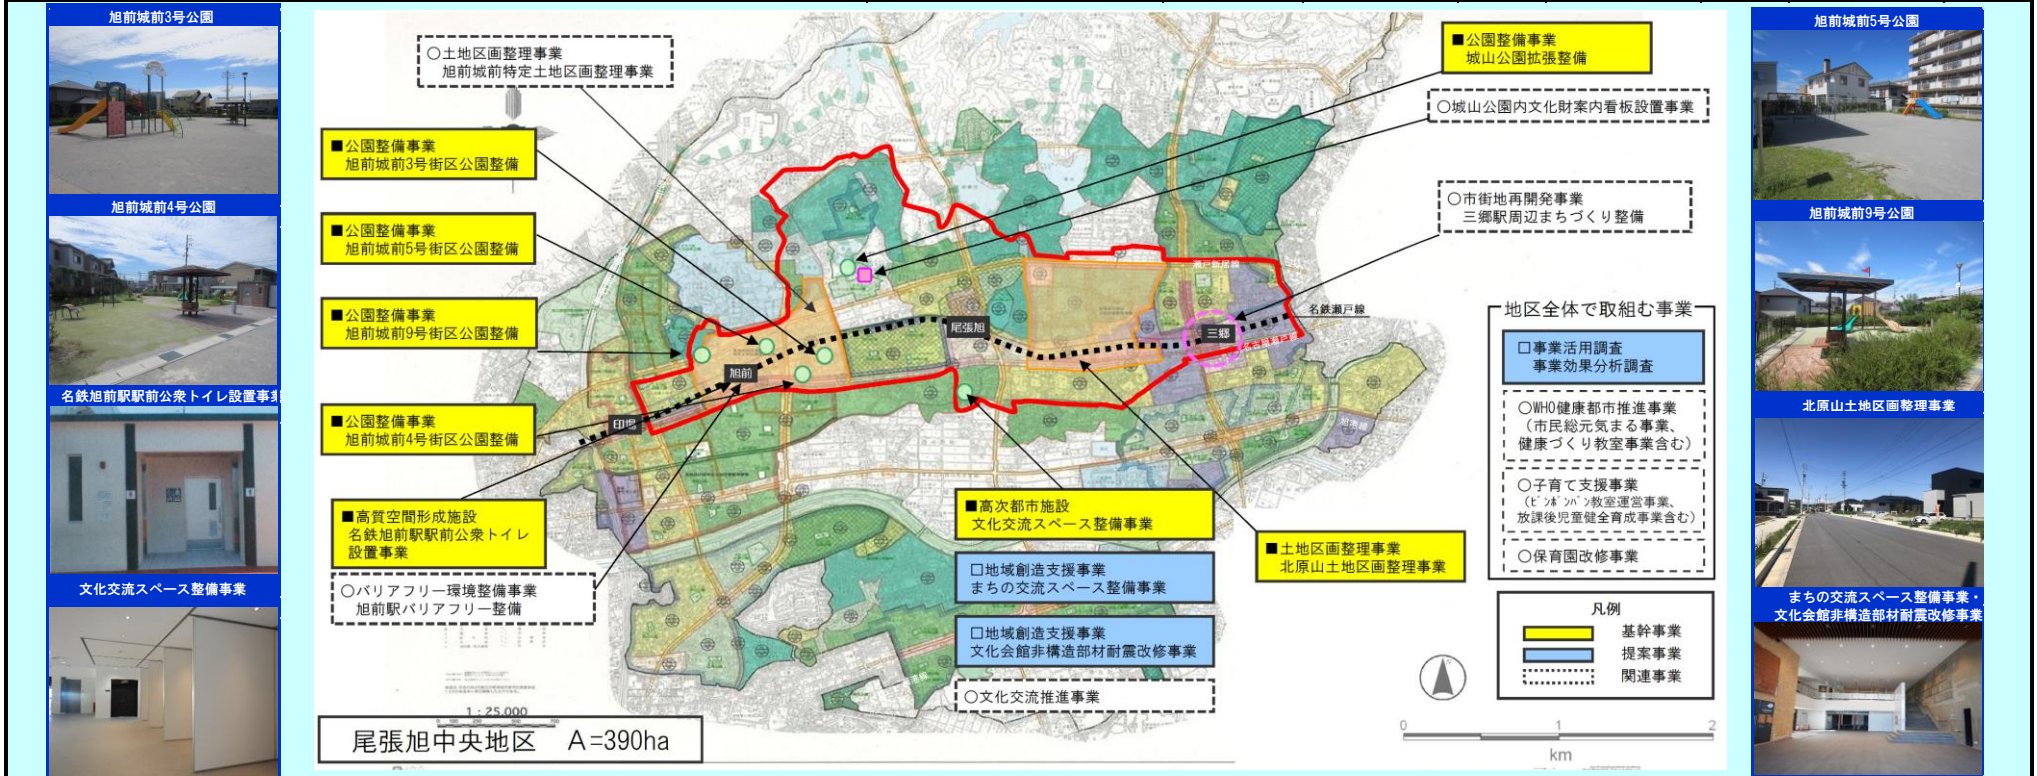 旭前城前3号公園
旭前城前4号公園
名鉄旭前駅駅前公衆トイレ設置事業
文化交流スペース整備事業
○土地区画整理事業
旭前城前特定土地区画整理事業
■公園整備事業
旭前城前3号街区公園整備
■公園整備事業
旭前城前5号街区公園整備
■公園整備事業
旭前城前9号街区公園整備
■公園整備事業
旭前城前4号街区公園整備
■高質空間形成施設
名鉄旭前駅駅前公衆トイレ
設置事業
○バリアフリー環境整備事業
旭前駅バリアフリー整備
1:25,000
尾張旭中央地区 A=390ha
印場
旭前
尾張旭
三郷
瀬戸新居線
名鉄瀬戸線
■公園整備事業
城山公園拡張整備
○城山公園内文化財案内看板設置事業
○市街地再開発事業
三郷駅周辺まちづくり整備
■高次都市施設
文化交流スペース整備事業
□地域創造支援事業
まちの交流スペース整備事業
□地域創造支援事業
文化会館非構造部材耐震改修事業
○文化交流推進事業
■土地区画整理事業
北原山土地区画整理事業
地区全体で取組む事業
□事業活用調査
事業効果分析調査
○WHO健康都市推進事業
(市民総元気まる事業、
健康づくり教室事業含む)
○子育て支援事業
(ピンポンパン教室運営事業、
放課後児童健全育成事業含む)
○保育園改修事業
凡例
基幹事業
提案事業
関連事業
0 1 2
km
旭前城前5号公園
旭前城前9号公園
北原山土地区画整理事業
まちの交流スペース整備事業・
文化会館非構造部材耐震改修事業